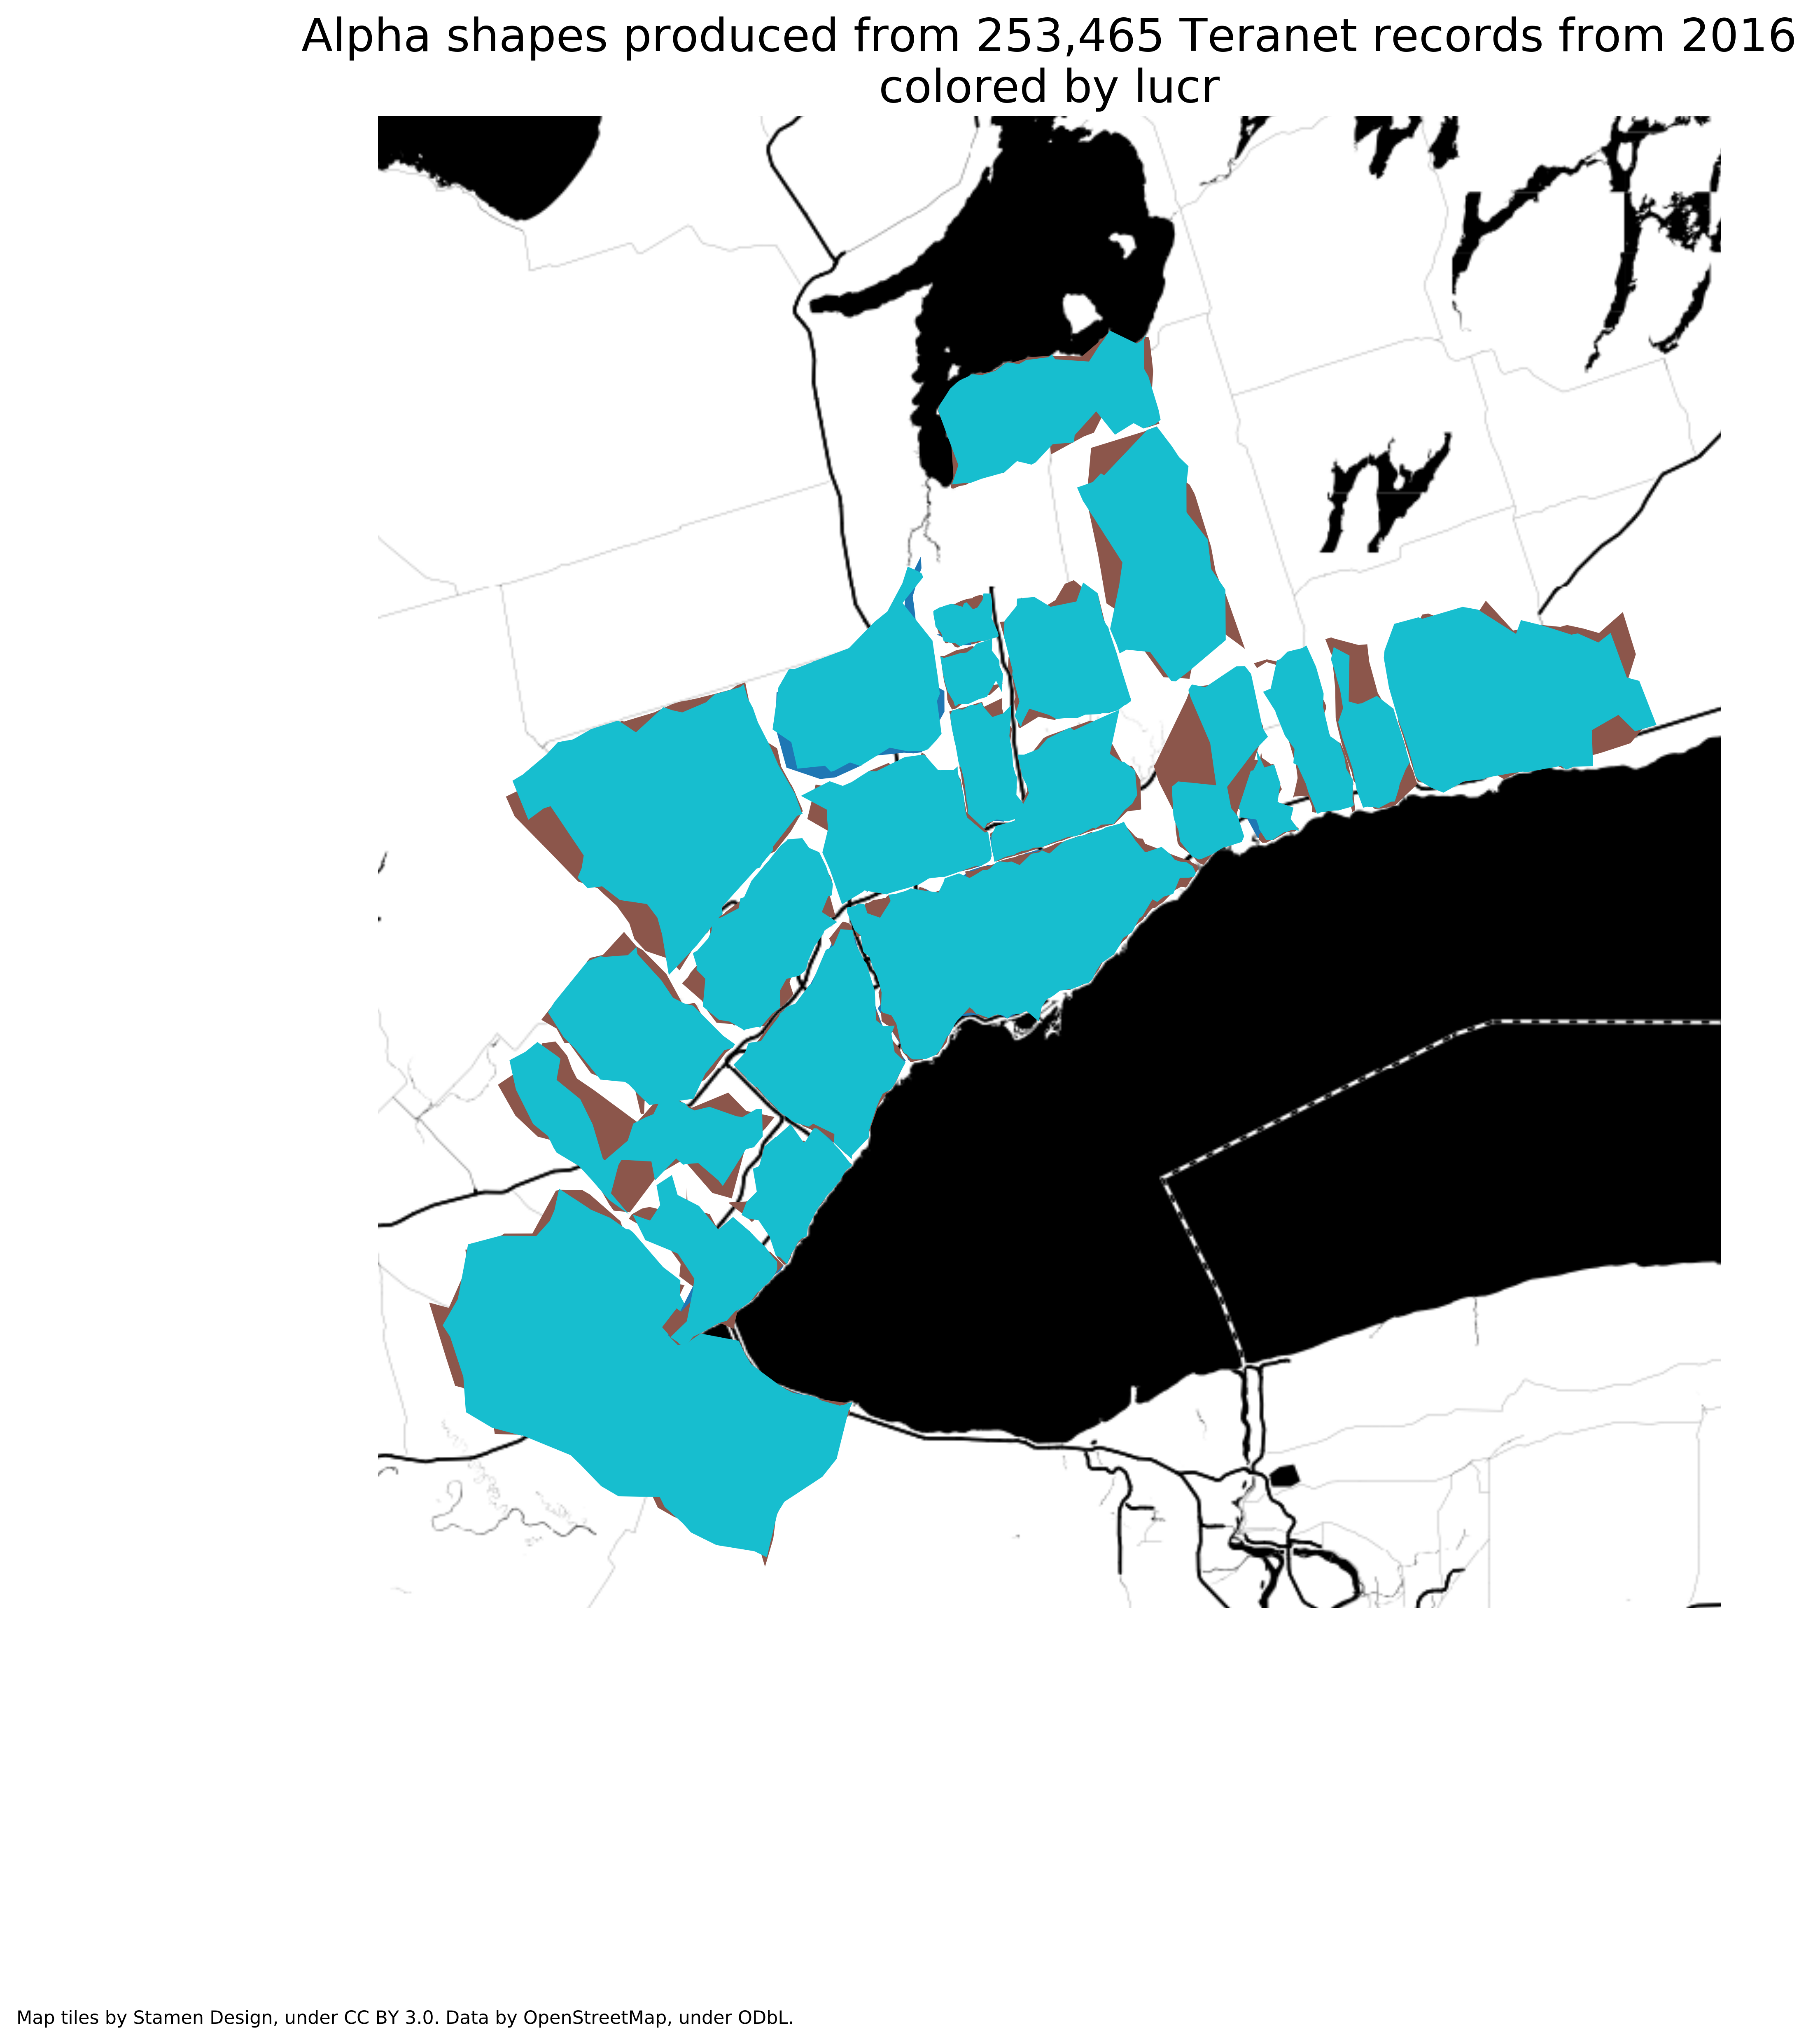 Alpha shapes produced from 253,465 Teranet records from 2016
colored by lucr
Map tiles by Stamen Design, under CC BY 3.0. Data by OpenStreetMap, under ODbL.